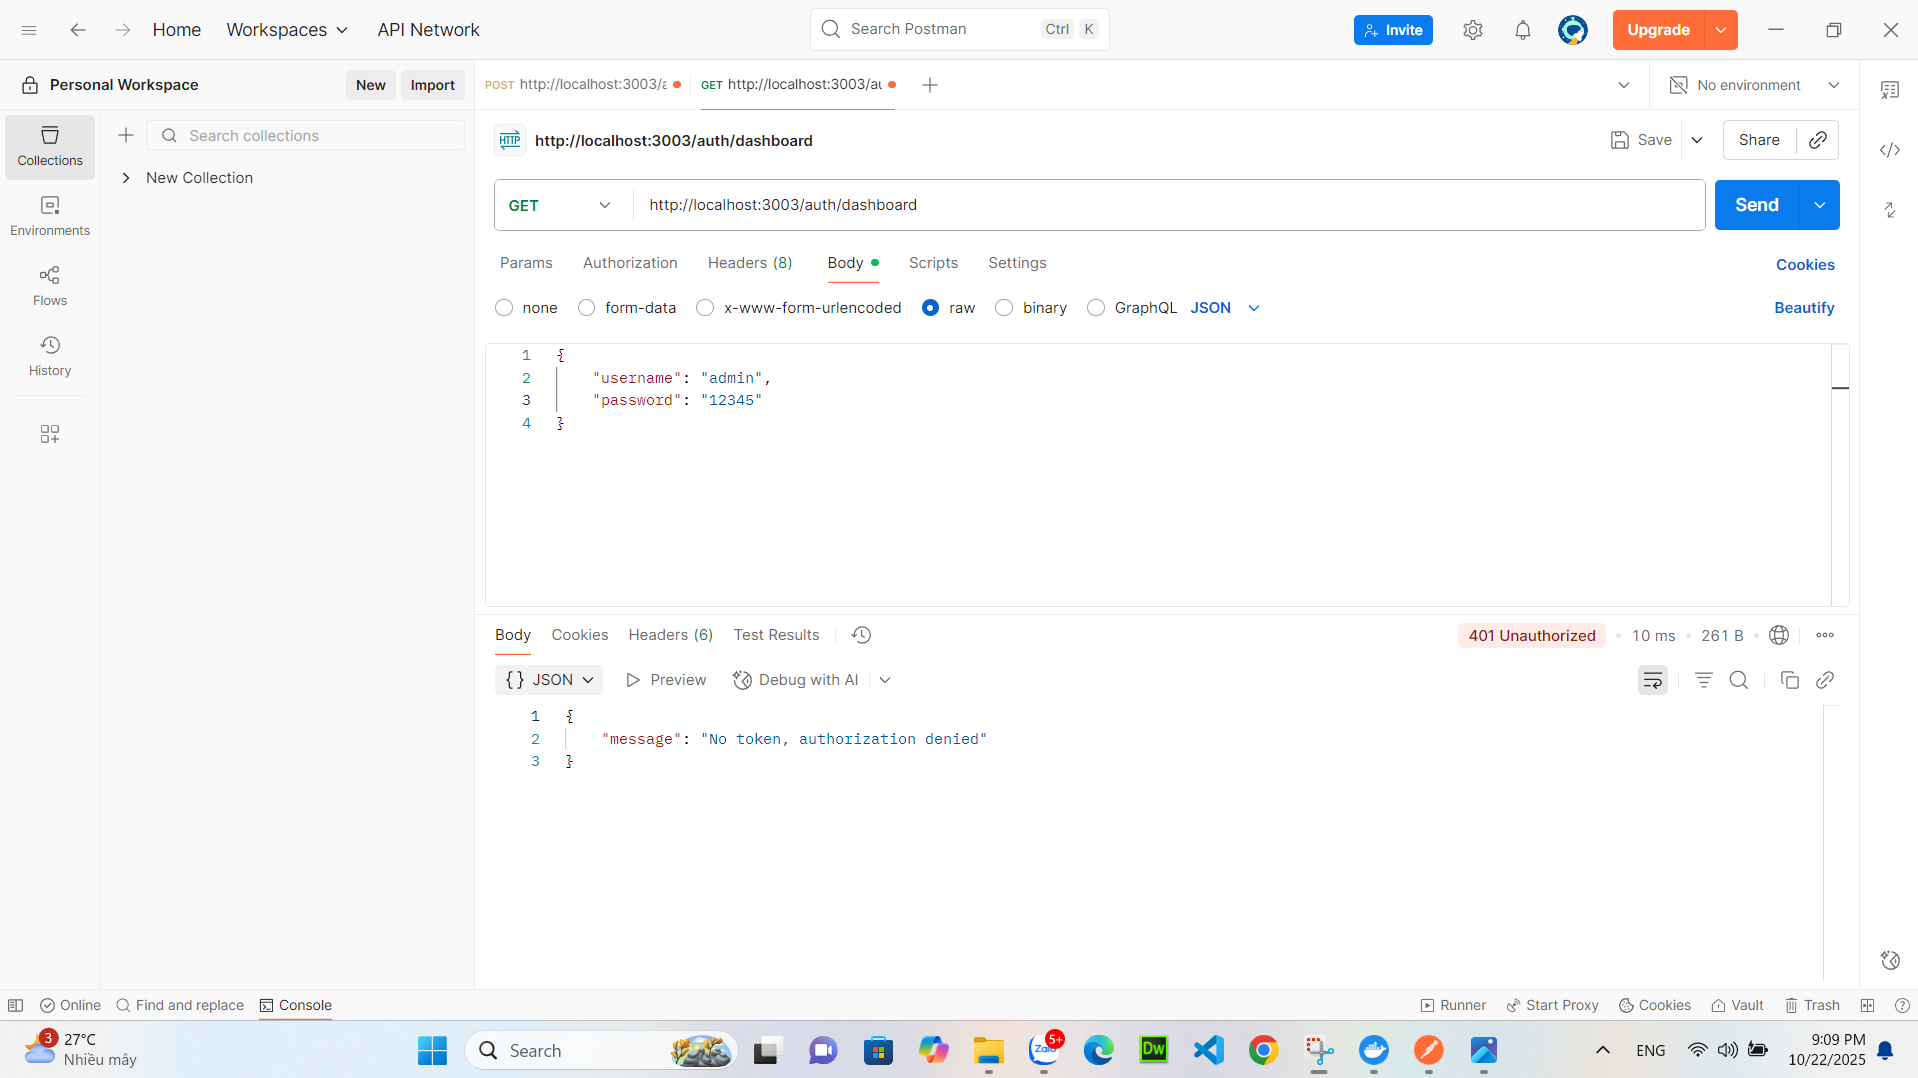 Home
Workspaces
API Network
Search Postman
Ctrl K
Invite
Upgrade
Personal Workspace
New
Import
POST http://localhost:3003/a
GET http://localhost:3003/au
No environment
Collections
Search collections
New Collection
Environments
Flows
History
HTTP http://localhost:3003/auth/dashboard
Save
Share
GET
http://localhost:3003/auth/dashboard
Send
Params
Authorization
Headers (8)
Body
Scripts
Settings
Cookies
none
form-data
x-www-form-urlencoded
raw
binary
GraphQL
JSON
Beautify
1 {
2 "username": "admin",
3 "password": "12345"
4 }
Body
Cookies
Headers (6)
Test Results
401 Unauthorized
10 ms
261 B
{} JSON
Preview
Debug with AI
1 {
2 "message": "No token, authorization denied"
3 }
Online
Find and replace
Console
Runner
Start Proxy
Cookies
Vault
Trash
3
27°C
Nhiều mây
Search
Zalo
5+
Dw
ENG
9:09 PM
10/22/2025